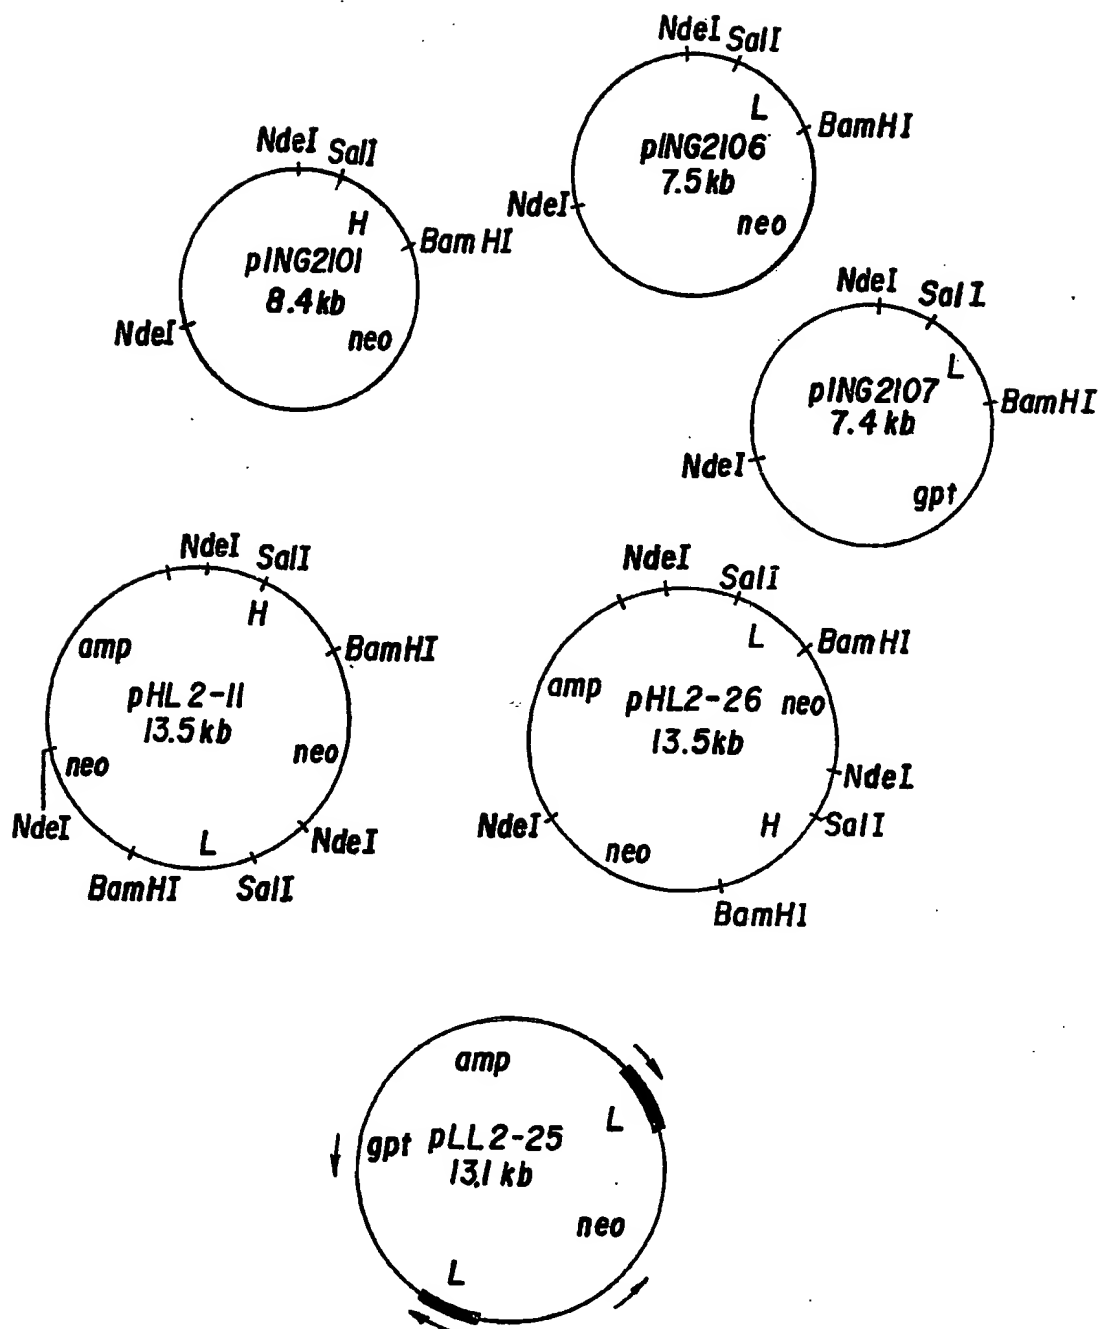 NdeI SalI
L
BamHI
pING2106
7.5 kb
NdeI
neo
NdeI SalI
H
BamHI
pING2101
8.4 kb
NdeI
neo
NdeI SalI
L
BamHI
pING2107
7.4 kb
NdeI
gpt
NdeI SalI
H
amp
BamHI
pHL2-11
13.5 kb
neo
neo
NdeI
NdeI
L
BamHI SalI
NdeI SalI
L
BamHI
amp
pHL2-26
neo
13.5 kb
NdeI
NdeI
H
SalI
neo
BamHI
amp
L
gpt pLL2-25
13.1 kb
neo
L